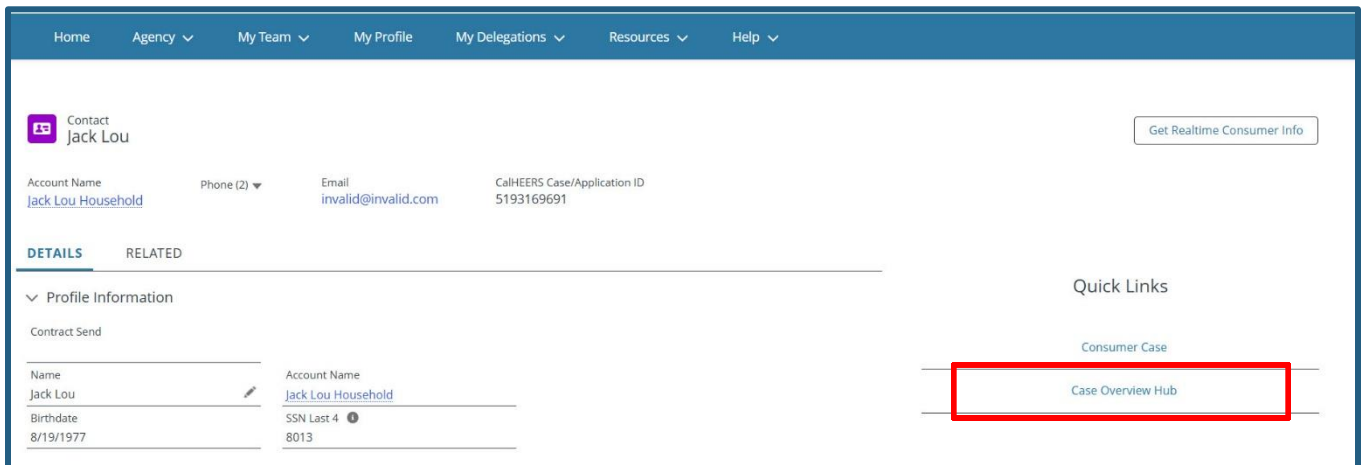 Home Agency My Team My Profile My Delegations Resources Help
Contact
Jack Lou
Get Realtime Consumer Info
Account Name Phone (2) Email CalHEERS Case/Application ID
Jack Lou Household invalid@invalid.com 5193169691
DETAILS RELATED
Quick Links
Profile Information
Contract Send
Consumer Case
Name Account Name
Jack Lou Jack Lou Household
Case Overview Hub
Birthdate SSN Last 4
8/19/1977 8013